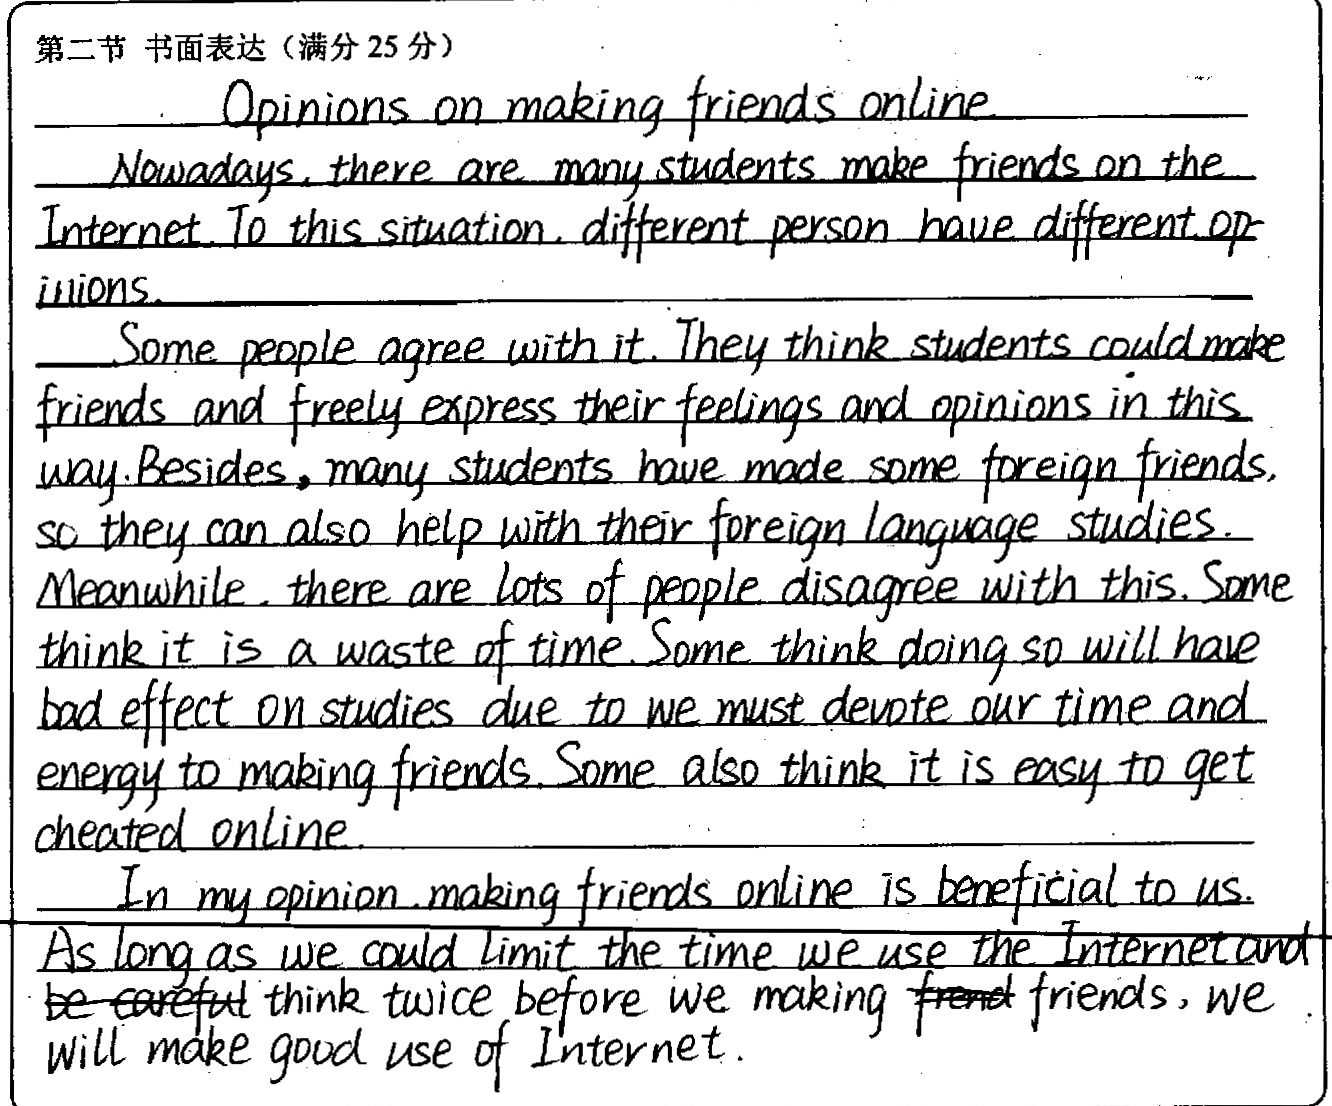 第二节 书面表达（满分 25 分）
Opinions on making friends online
Nowadays, there are many students make friends on the
Internet. To this situation, different person have different op-
inions.
Some people agree with it. They think students could make
friends and freely express their feelings and opinions in this
way. Besides, many students have made some foreign friends,
so they can also help with their foreign language studies.
Meanwhile, there are lots of people disagree with this. Some
think it is a waste of time. Some think doing so will have
bad effect on studies due to we must devote our time and
energy to making friends. Some also think it is easy to get
cheated online.
In my opinion, making friends online is beneficial to us.
As long as we could limit the time we use the Internet and
be careful think twice before we making frend friends, we
will make good use of Internet.